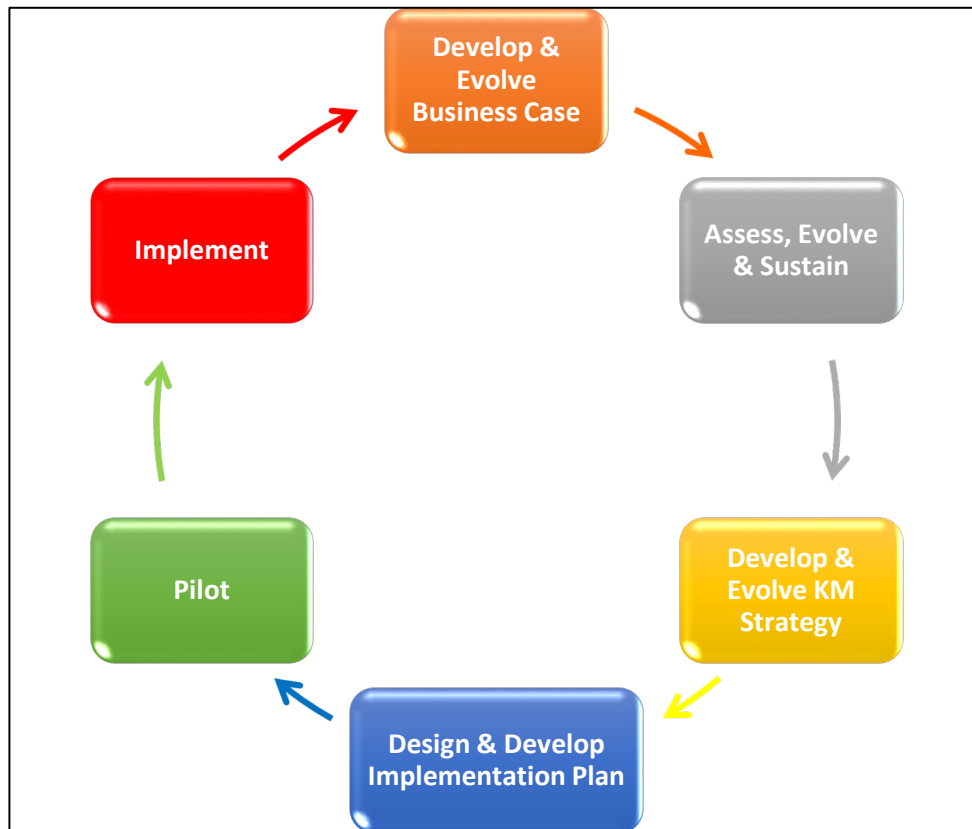 Develop &
Evolve
Business Case
Assess, Evolve
& Sustain
Develop &
Evolve KM
Strategy
Design & Develop
Implementation Plan
Pilot
Implement